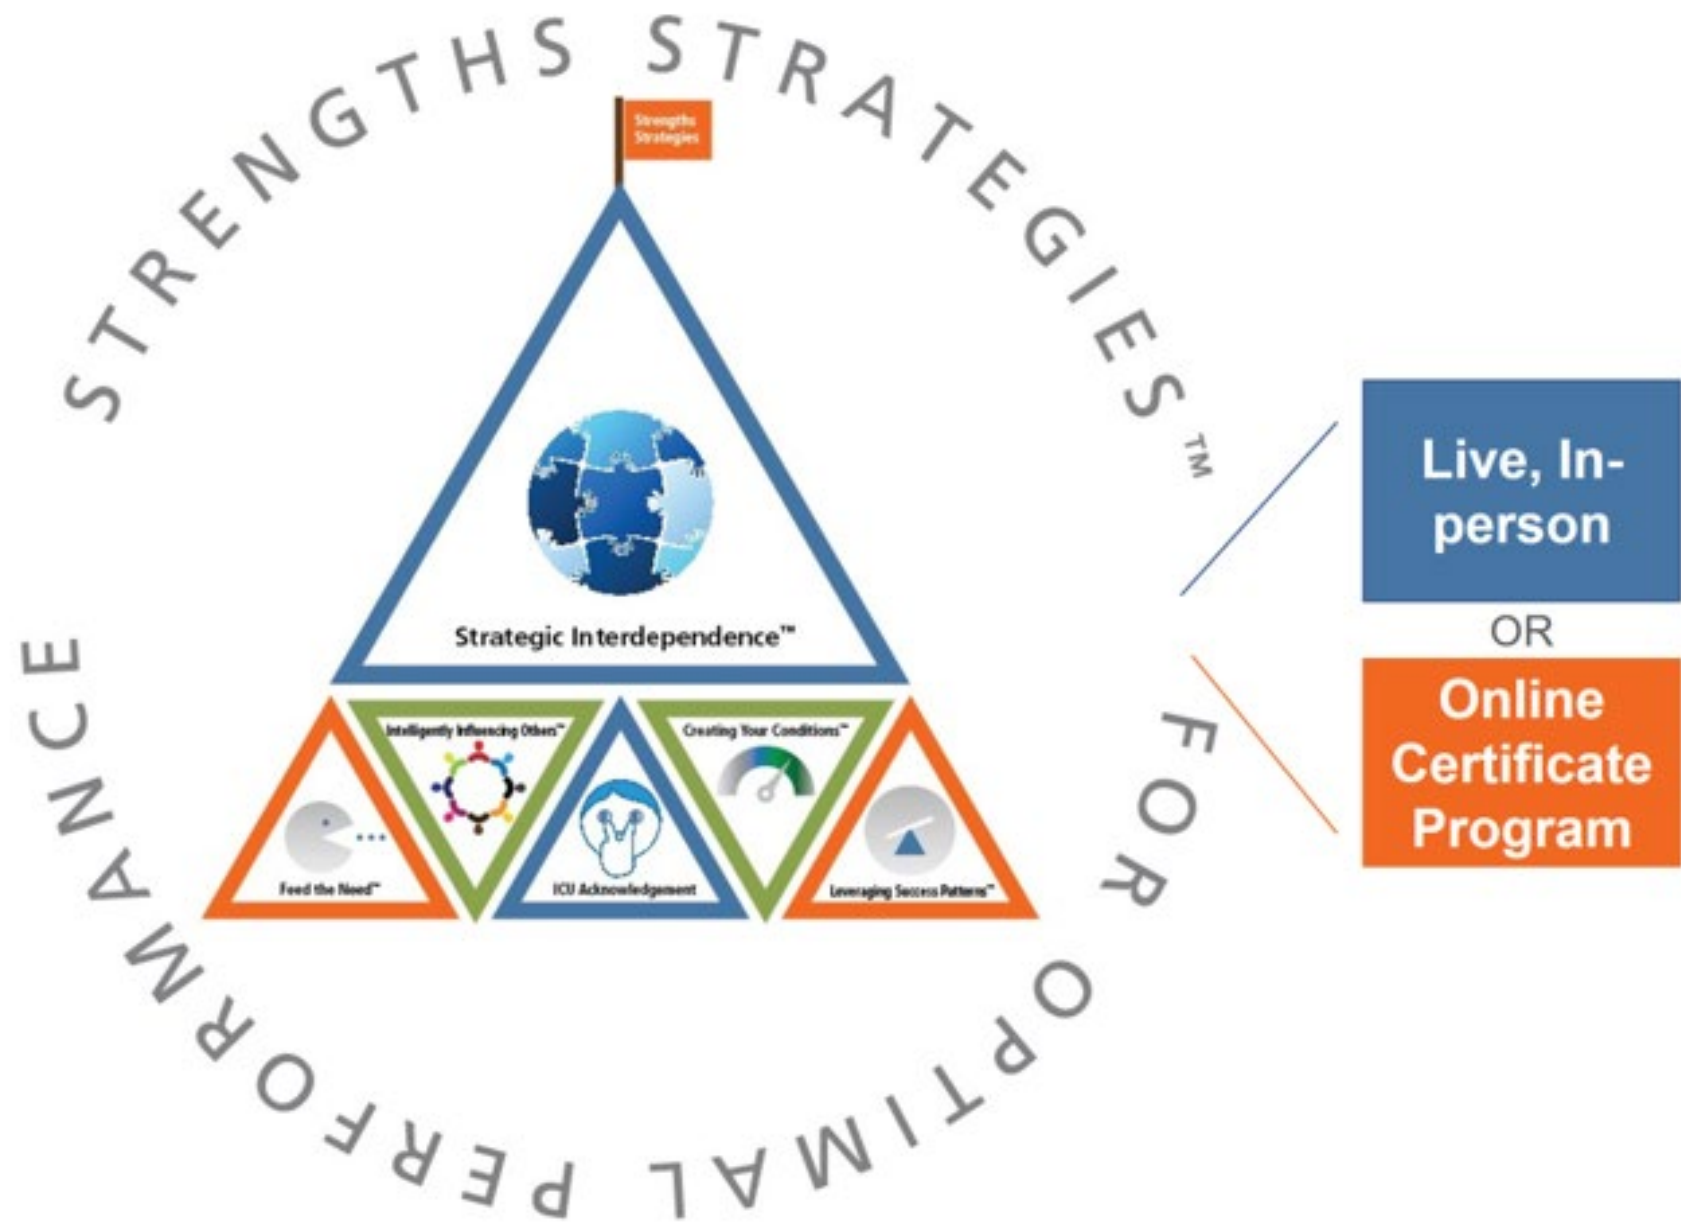 STRENGTHS STRATEGIES™ FOR OPTIMAL PERFORMANCE
Strengths
Strategies
Strategic Interdependence™
Intelligently Influencing Others™
Creating Your Conditions™
Feed the Need™
ICU Acknowledgement
Leveraging Success Patterns™
Live, In-
person
OR
Online
Certificate
Program